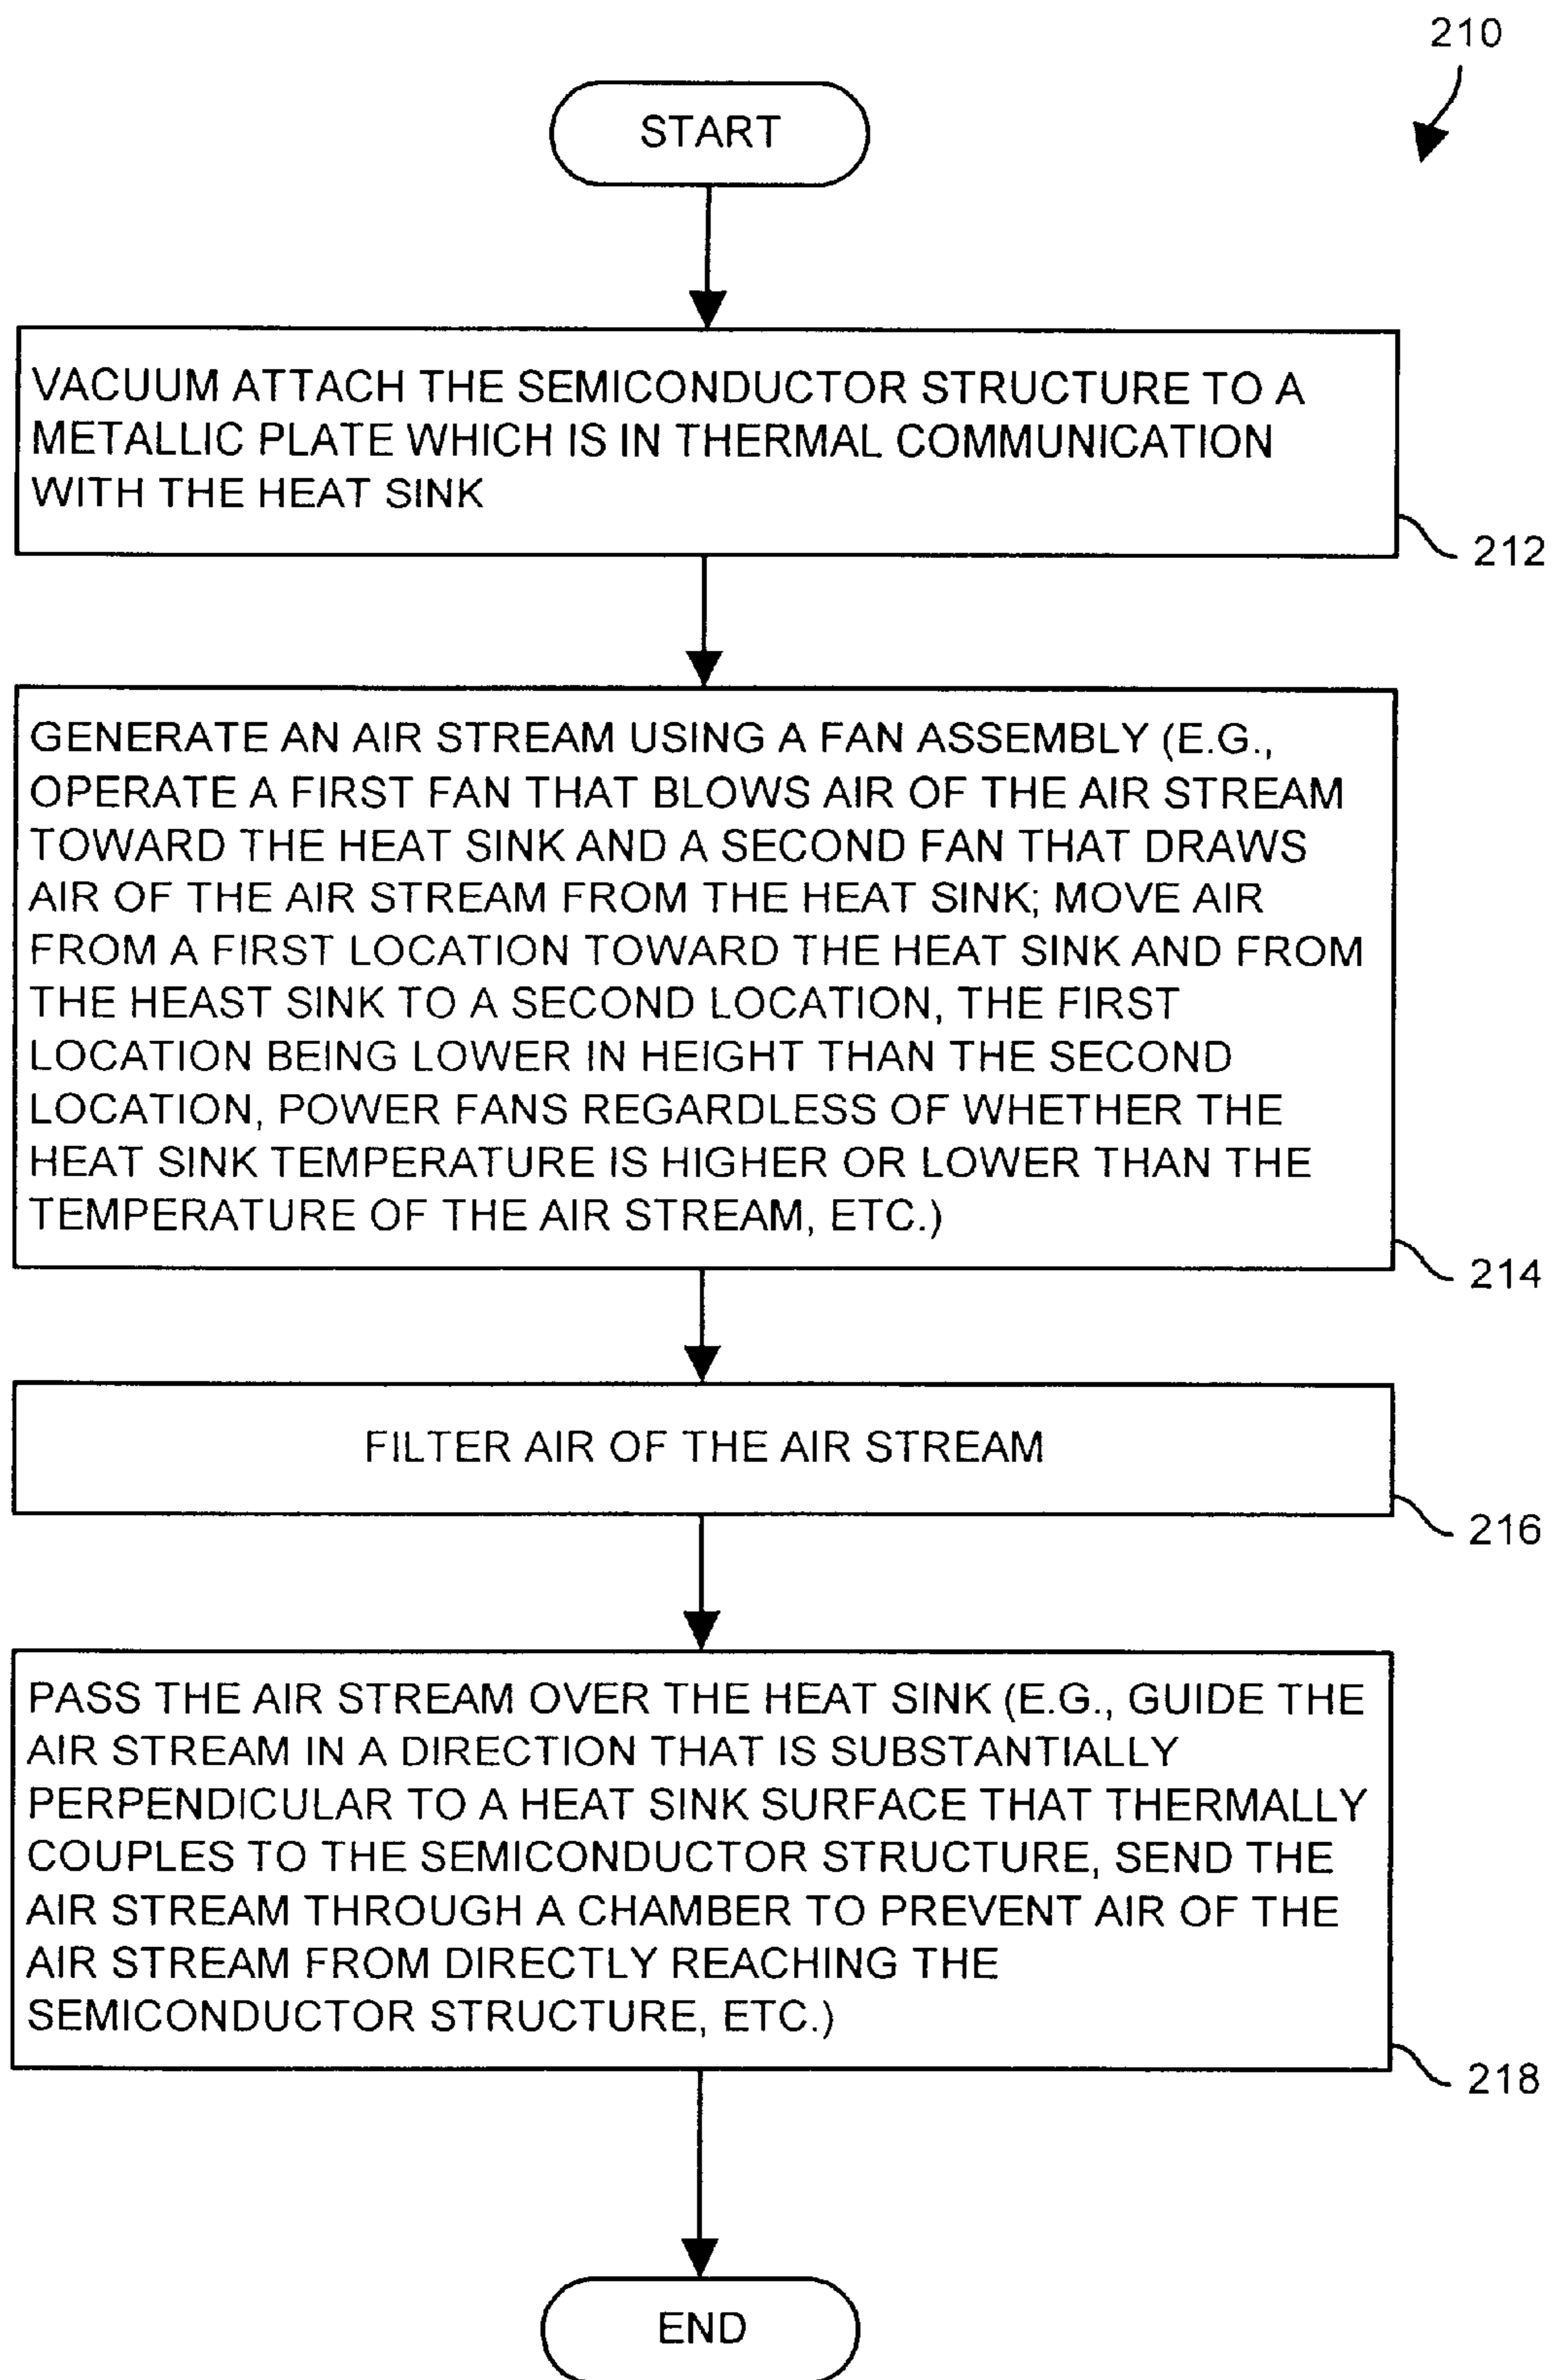 210
START
VACUUM ATTACH THE SEMICONDUCTOR STRUCTURE TO A
METALLIC PLATE WHICH IS IN THERMAL COMMUNICATION
WITH THE HEAT SINK
212
GENERATE AN AIR STREAM USING A FAN ASSEMBLY (E.G.,
OPERATE A FIRST FAN THAT BLOWS AIR OF THE AIR STREAM
TOWARD THE HEAT SINK AND A SECOND FAN THAT DRAWS
AIR OF THE AIR STREAM FROM THE HEAT SINK; MOVE AIR
FROM A FIRST LOCATION TOWARD THE HEAT SINK AND FROM
THE HEAST SINK TO A SECOND LOCATION, THE FIRST
LOCATION BEING LOWER IN HEIGHT THAN THE SECOND
LOCATION, POWER FANS REGARDLESS OF WHETHER THE
HEAT SINK TEMPERATURE IS HIGHER OR LOWER THAN THE
TEMPERATURE OF THE AIR STREAM, ETC.)
214
FILTER AIR OF THE AIR STREAM
216
PASS THE AIR STREAM OVER THE HEAT SINK (E.G., GUIDE THE
AIR STREAM IN A DIRECTION THAT IS SUBSTANTIALLY
PERPENDICULAR TO A HEAT SINK SURFACE THAT THERMALLY
COUPLES TO THE SEMICONDUCTOR STRUCTURE, SEND THE
AIR STREAM THROUGH A CHAMBER TO PREVENT AIR OF THE
AIR STREAM FROM DIRECTLY REACHING THE
SEMICONDUCTOR STRUCTURE, ETC.)
218
END